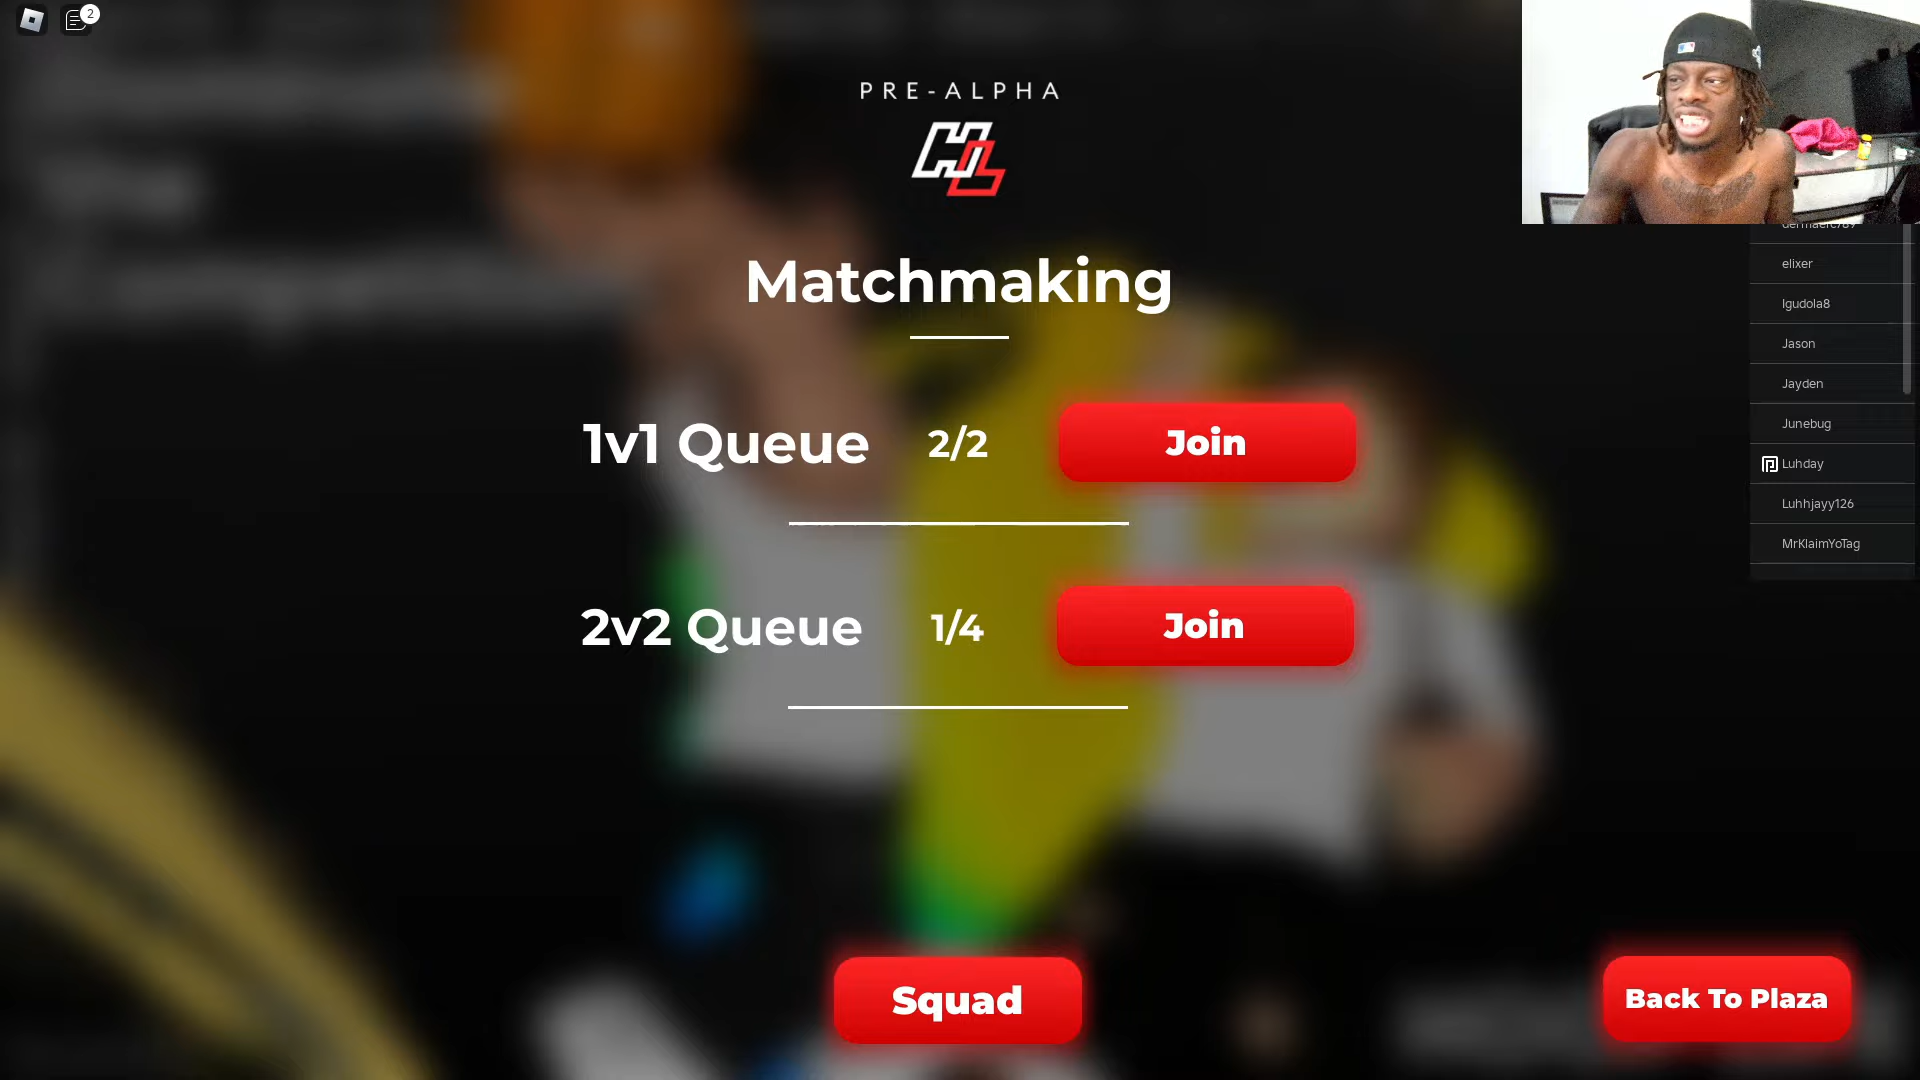 2
PRE-ALPHA
HL
Matchmaking
1v1 Queue 2/2 Join
2v2 Queue 1/4 Join
Squad
Back To Plaza
elixer
Jason
Jayden
Junebug
Luhday
Luhhjayy126
MrKlaimYoTag